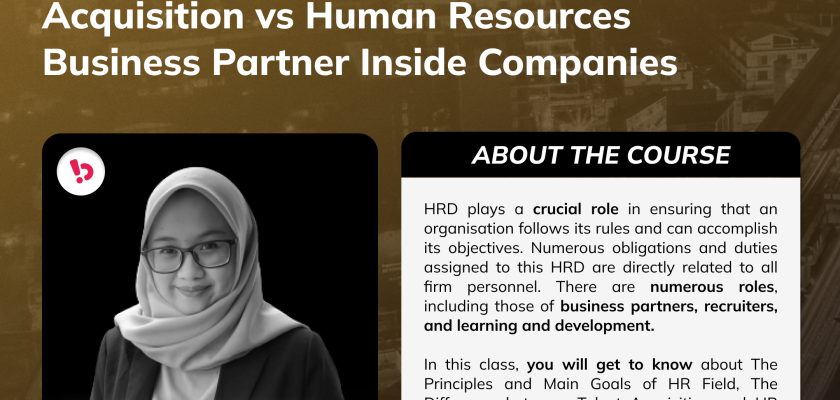 Acquisition vs Human Resources
Business Partner Inside Companies
ABOUT THE COURSE
HRD plays a crucial role in ensuring that an
organisation follows its rules and can accomplish
its objectives. Numerous obligations and duties
assigned to this HRD are directly related to all
firm personnel. There are numerous roles,
including those of business partners, recruiters,
and learning and development.
In this class, you will get to know about The
Principles and Main Goals of HR Field, The